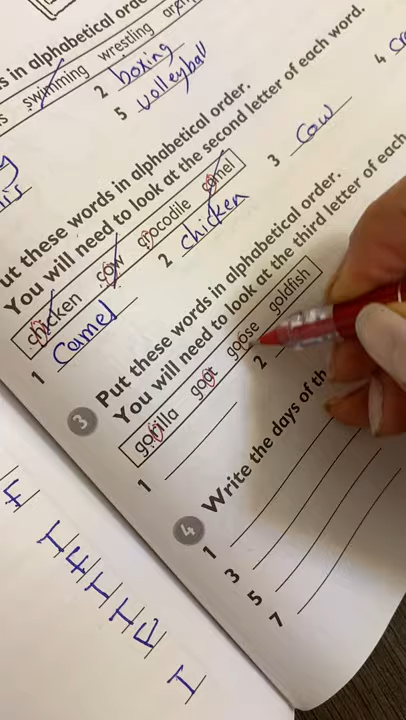 s in alphabetical orde
s swimming wrestling
2 boxing
5 volleyball
4 cr
ut these words in alphabetical order.
You will need to look at the second letter of each word.
chicken cow crocodile camel
1 Camel
2 chicken
3 Cow
3 Put these words in alphabetical order.
You will need to look at the third letter of each
gorilla goat goose goldfish
1
2
4 Write the days of th
1
3
5
7
F
I
F
I
I
I
F
I